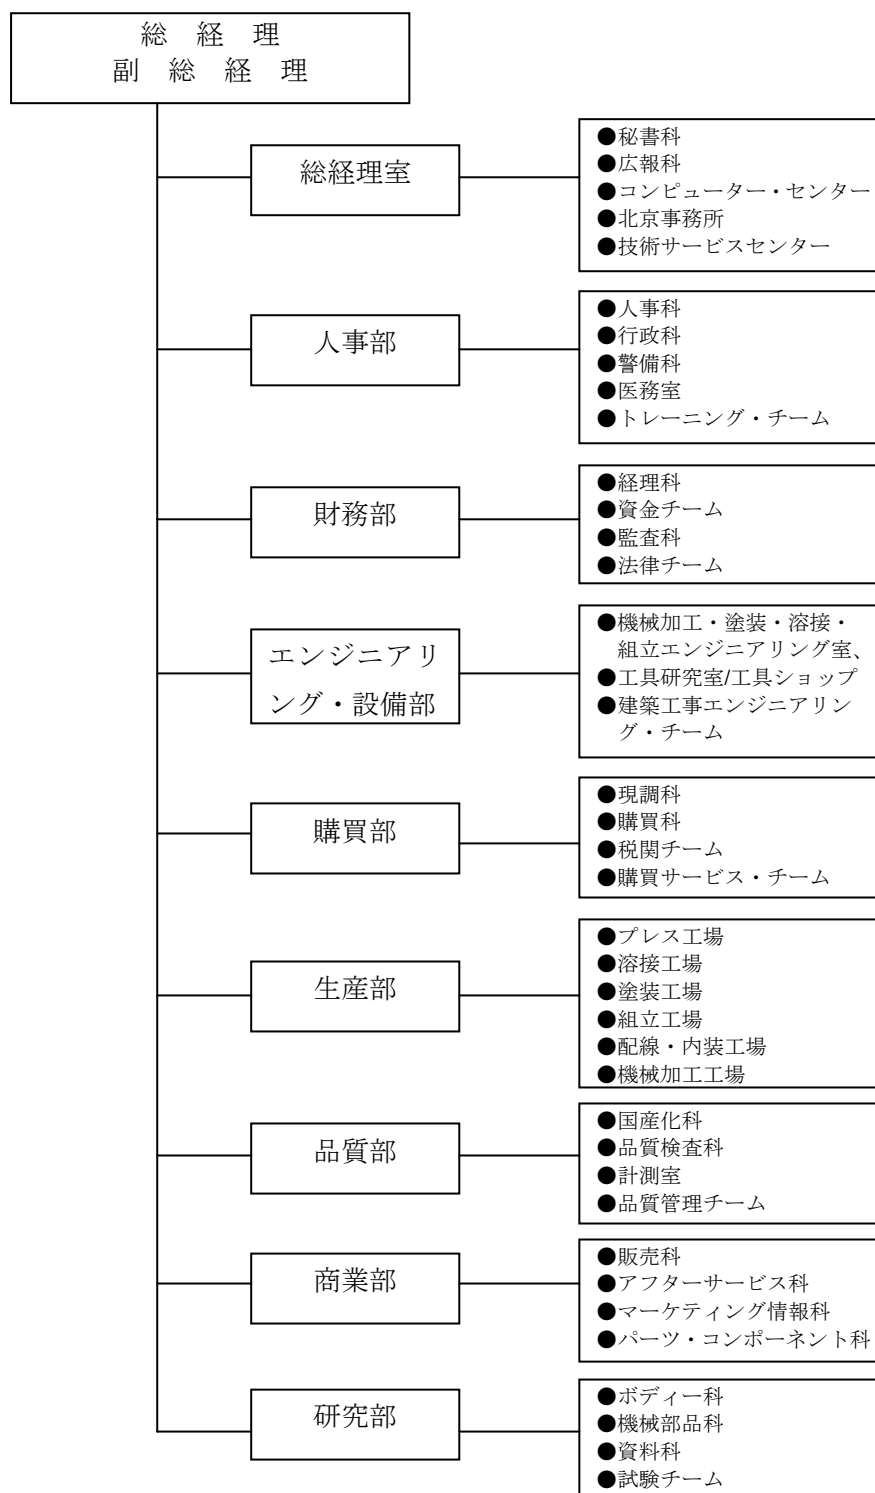 総　経　理
副　総　経　理
総経理室
●秘書科
●広報科
●コンピューター・センター
●北京事務所
●技術サービスセンター
人事部
●人事科
●行政科
●警備科
●医務室
●トレーニング・チーム
財務部
●経理科
●資金チーム
●監査科
●法律チーム
エンジニアリ
ング・設備部
●機械加工・塗装・溶接・
組立エンジニアリング室、
●工具研究室/工具ショップ
●建築工事エンジニアリン
グ・チーム
購買部
●現調科
●購買科
●税関チーム
●購買サービス・チーム
生産部
●プレス工場
●溶接工場
●塗装工場
●組立工場
●配線・内装工場
●機械加工工場
品質部
●国産化科
●品質検査科
●計測室
●品質管理チーム
商業部
●販売科
●アフターサービス科
●マーケティング情報科
●パーツ・コンポーネント科
研究部
●ボディー科
●機械部品科
●資料科
●試験チーム